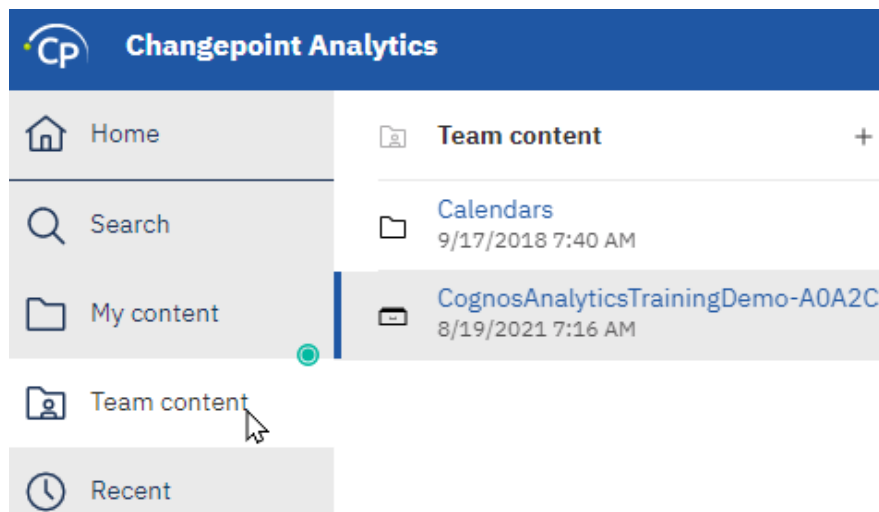 Cp Changepoint Analytics
Home
Search
My content
Team content
Recent
Team content +
Calendars
9/17/2018 7:40 AM
CognosAnalyticsTrainingDemo-A0A2C
8/19/2021 7:16 AM